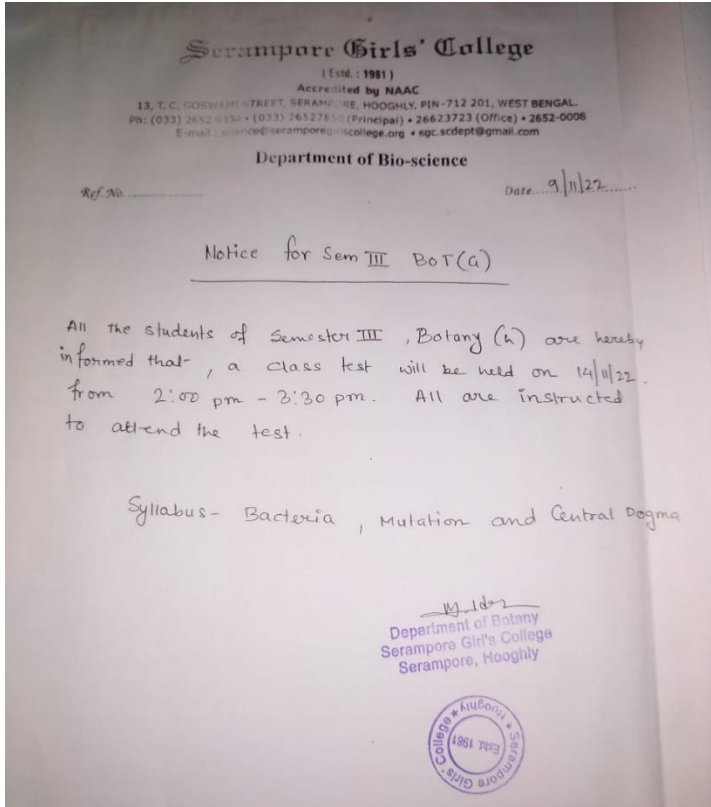 Serampore Girls' College
( Estd. : 1981 )
Accredited by NAAC
13, T. C. GOSWAMI STREET, SERAMPORE, HOOGHLY, PIN-712 201, WEST BENGAL.
Ph: (033) • (033) (Principal) • 26623723 (Office) • 2652-0008
E-mail : • sgc.scdept@gmail.com
Department of Bio-science
Ref. No. ........................
Date.....9/11/22.......
Notice for Sem III BOT(G)
All the students of Semester III , Botany (h) are hereby
informed that , a class test will be held on 14/11/22.
from 2:00 pm - 3:30 pm. All are instructed
to attend the test.
Syllabus- Bacteria , Mutation and Central Dogma
Department of Botany
Serampore Girl's College
Serampore, Hooghly
Serampore Girls' College ★ Hooghly ★
Estd. 1981